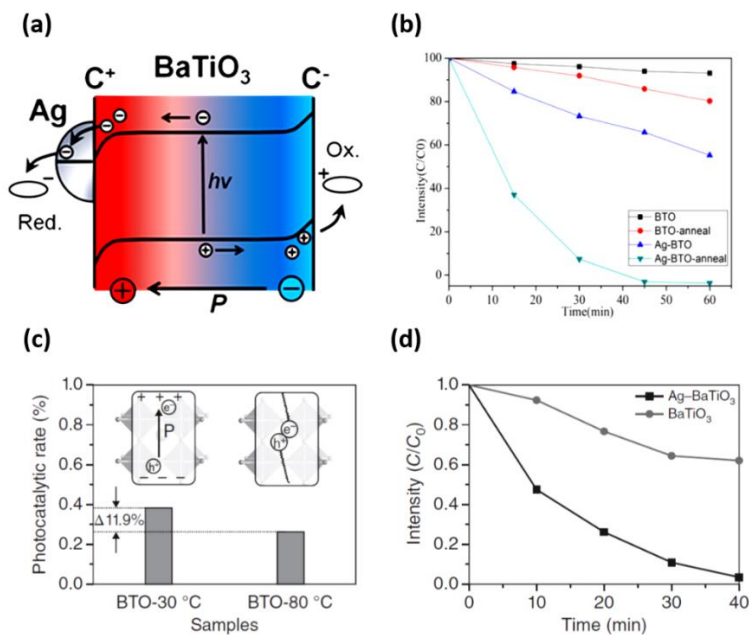 (a)
C⁺ BaTiO₃ C⁻
Ag
Ox.
hν
Red.
P
(b)
100
80
60
40
20
0
Intensity(C/C0)
BTO
BTO-anneal
Ag-BTO
Ag-BTO-anneal
0 10 20 30 40 50 60
Time(min)
(c)
1.0
0.8
0.6
0.4
0.2
0.0
Photocatalytic rate (%)
+ + +
e⁻
P
h⁺
e⁻
h⁺
Δ 11.9%
BTO-30 °C BTO-80 °C
Samples
(d)
1.0
0.8
0.6
0.4
0.2
0.0
Intensity (C/C₀)
Ag–BaTiO₃
BaTiO₃
0 10 20 30 40
Time (min)